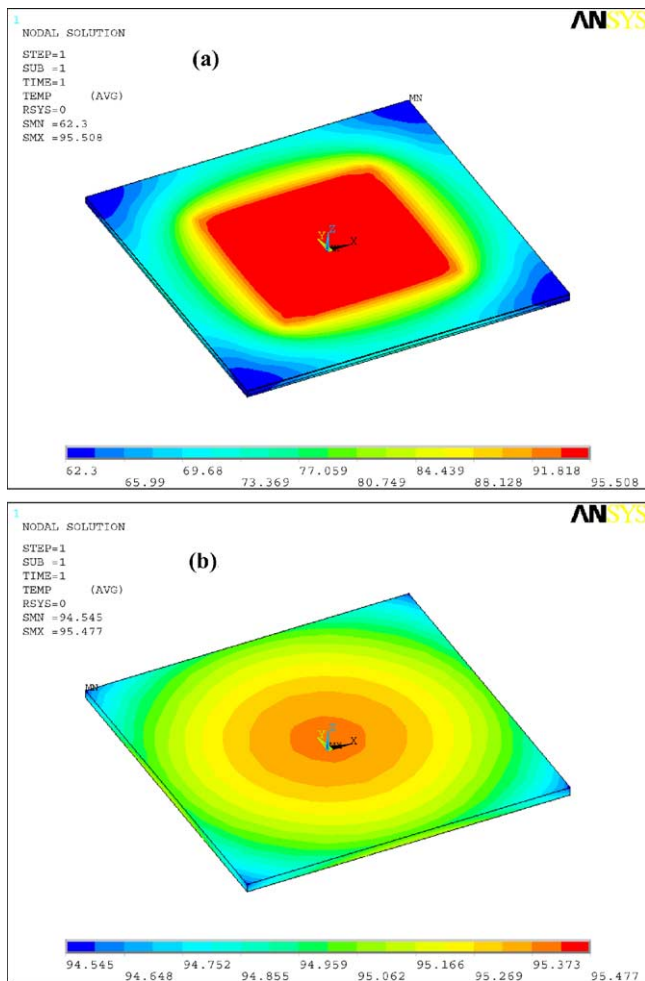 1
ANSYS
NODAL SOLUTION
STEP=1
SUB =1
TIME=1
TEMP (AVG)
RSYS=0
SMN =62.3
SMX =95.508
(a)
MN
Y Z X
62.3 69.68 77.059 84.439 91.818
65.99 73.369 80.749 88.128 95.508
1
ANSYS
NODAL SOLUTION
STEP=1
SUB =1
TIME=1
TEMP (AVG)
RSYS=0
SMN =94.545
SMX =95.477
(b)
MN
Y Z X
94.545 94.752 94.959 95.166 95.373
94.648 94.855 95.062 95.269 95.477